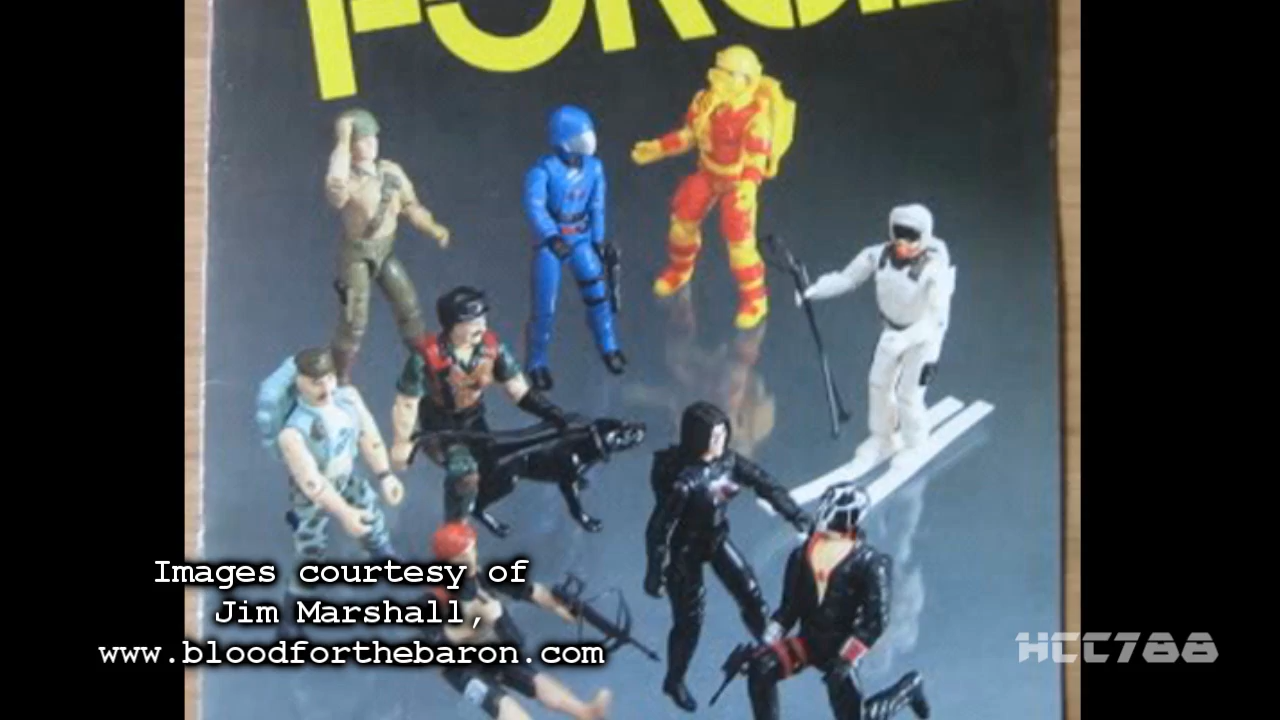 FORCE
Images courtesy of
Jim Marshall,
www.bloodforthebaron.com
HCC788